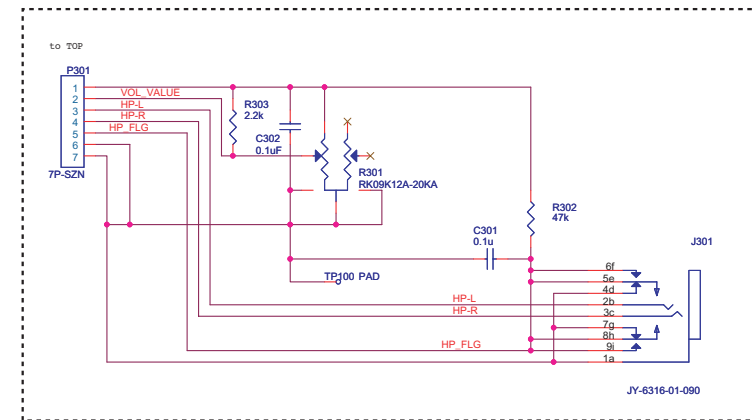 to TOP
P301
1
2
3
4
5
6
7
7P-SZN
VOL_VALUE
HP-L
HP-R
HP_FLG
R303
2.2k
C302
0.1uF
R301
RK09K12A-20KA
R302
47k
C301
0.1u
TP100 PAD
J301
HP-L
HP-R
HP_FLG
6f
5e
4d
2b
3c
7g
8h
9i
1a
JY-6316-01-090